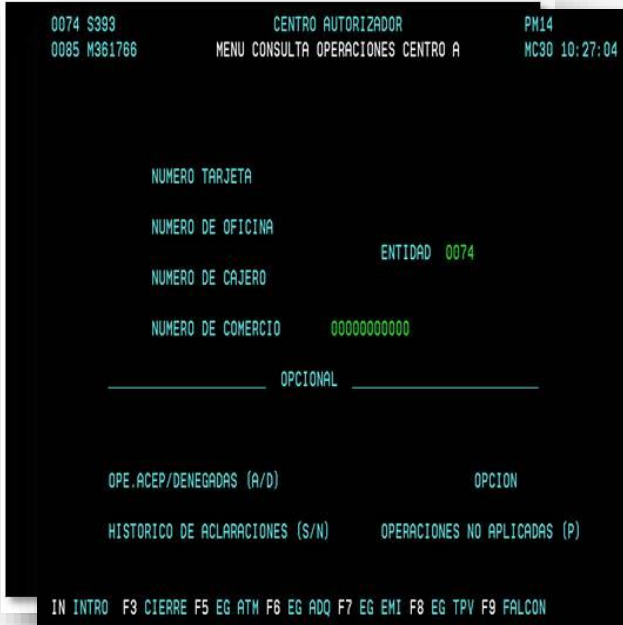 0074 S393 CENTRO AUTORIZADOR PM14
0085 M361766 MENU CONSULTA OPERACIONES CENTRO A MC30 10:27:04
NUMERO TARJETA
NUMERO DE OFICINA
ENTIDAD 0074
NUMERO DE CAJERO
NUMERO DE COMERCIO 00000000000
OPCIONAL
OPE.ACEP/DENEGADAS (A/D) OPCION
HISTORICO DE ACLARACIONES (S/N) OPERACIONES NO APLICADAS (P)
IN INTRO F3 CIERRE F5 EG ATM F6 EG ADQ F7 EG EMI F8 EG TPV F9 FALCON